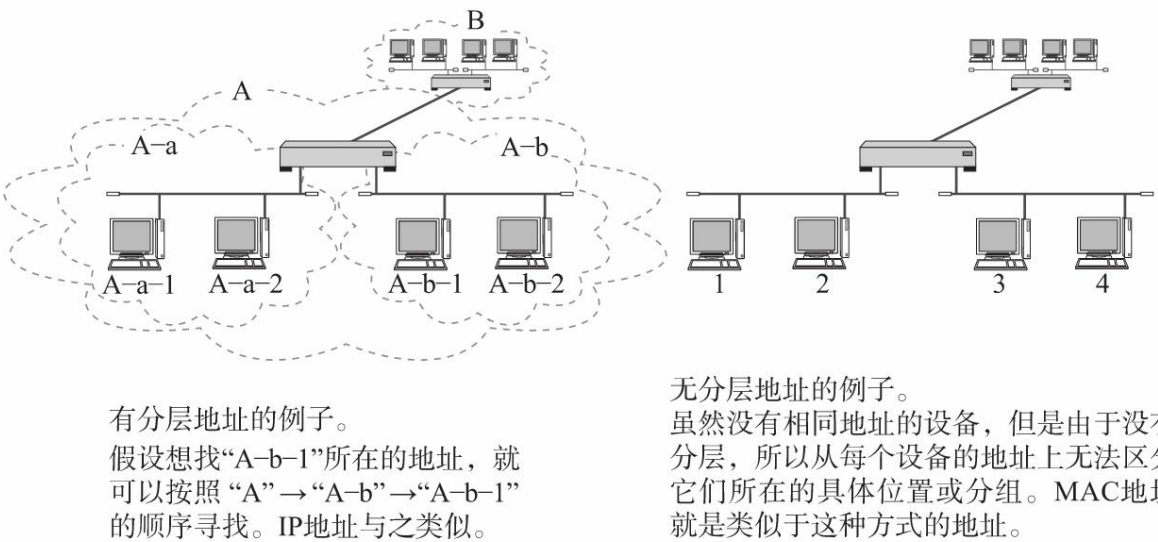 B
A
A-a
A-b
A-a-1
A-a-2
A-b-1
A-b-2
1
2
3
4
有分层地址的例子。
假设想找“A-b-1”所在的地址，就
可以按照 “A”→“A-b”→“A-b-1”
的顺序寻找。IP地址与之类似。
无分层地址的例子。
虽然没有相同地址的设备，但是由于没
分层，所以从每个设备的地址上无法区
它们所在的具体位置或分组。MAC地
就是类似于这种方式的地址。